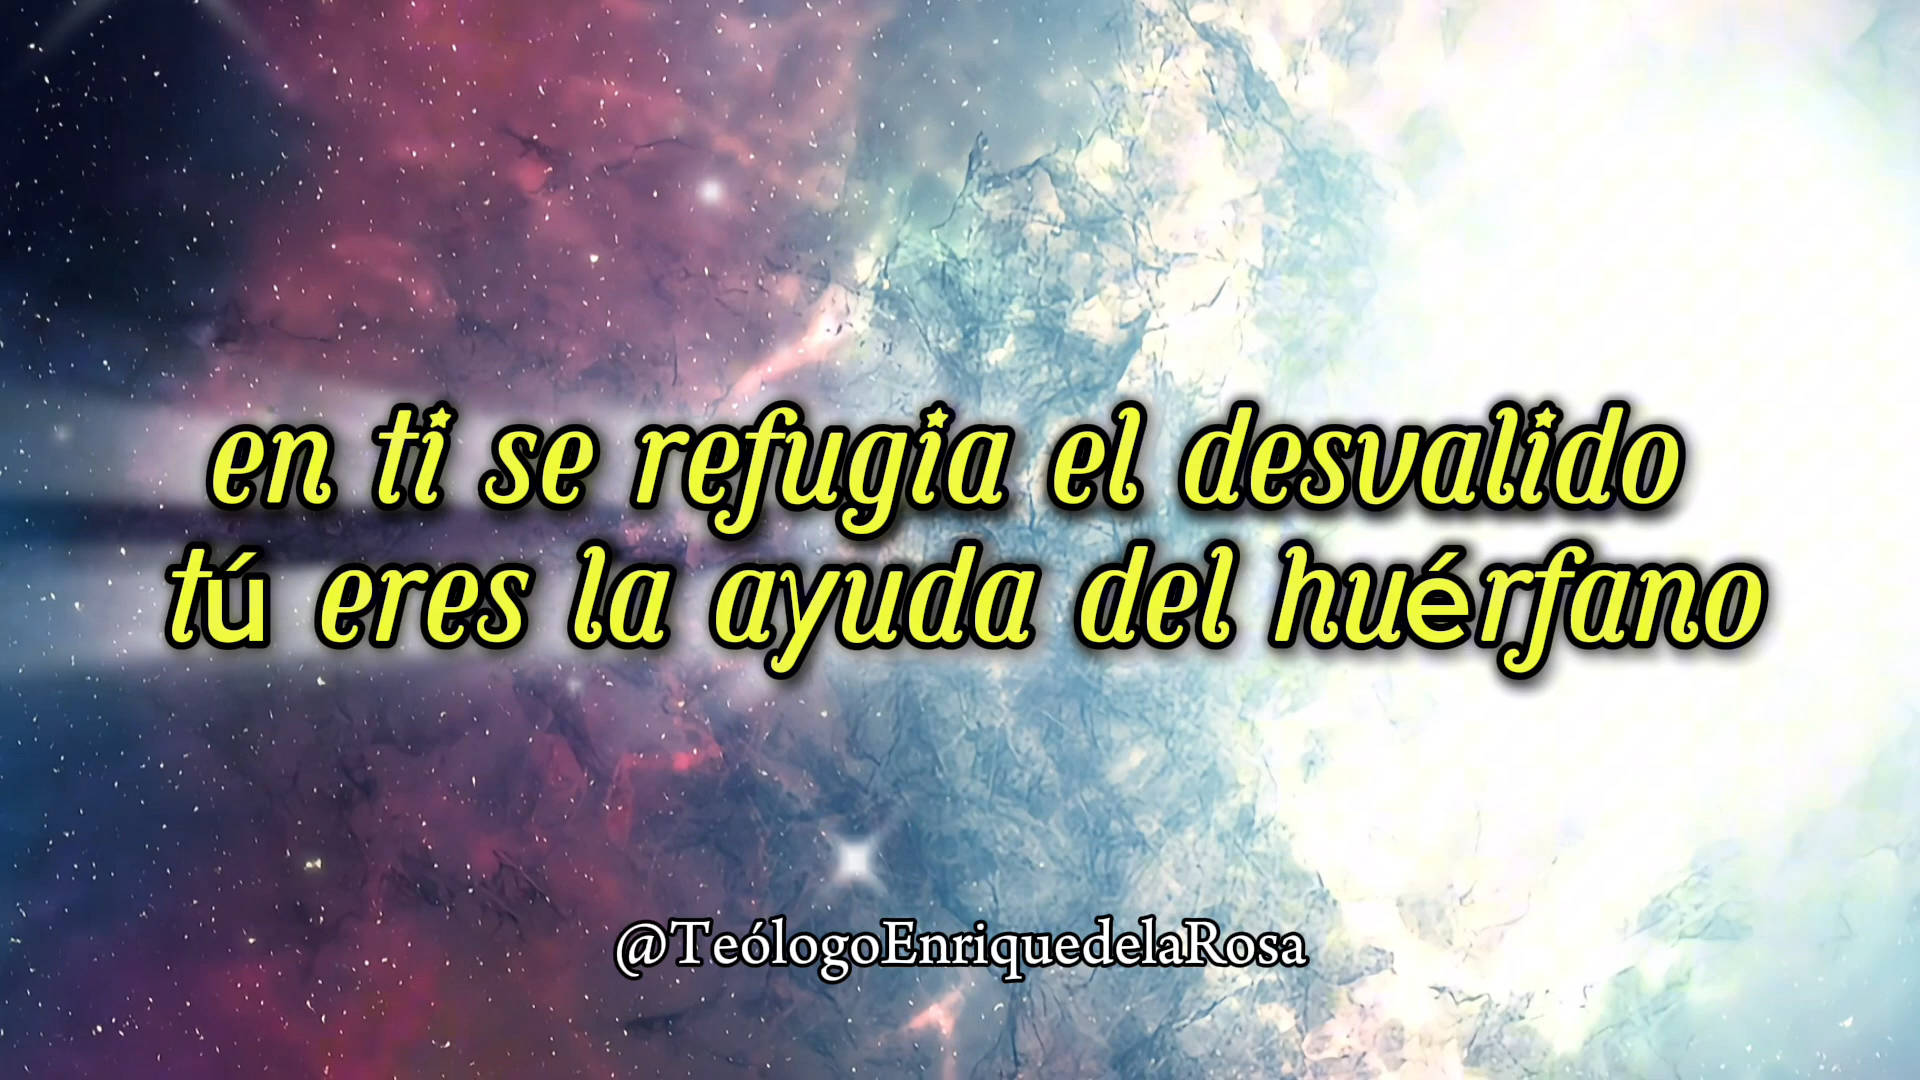 en ti se refugia el desvalido
tú eres la ayuda del huérfano
@TeólogoEnriquedelaRosa